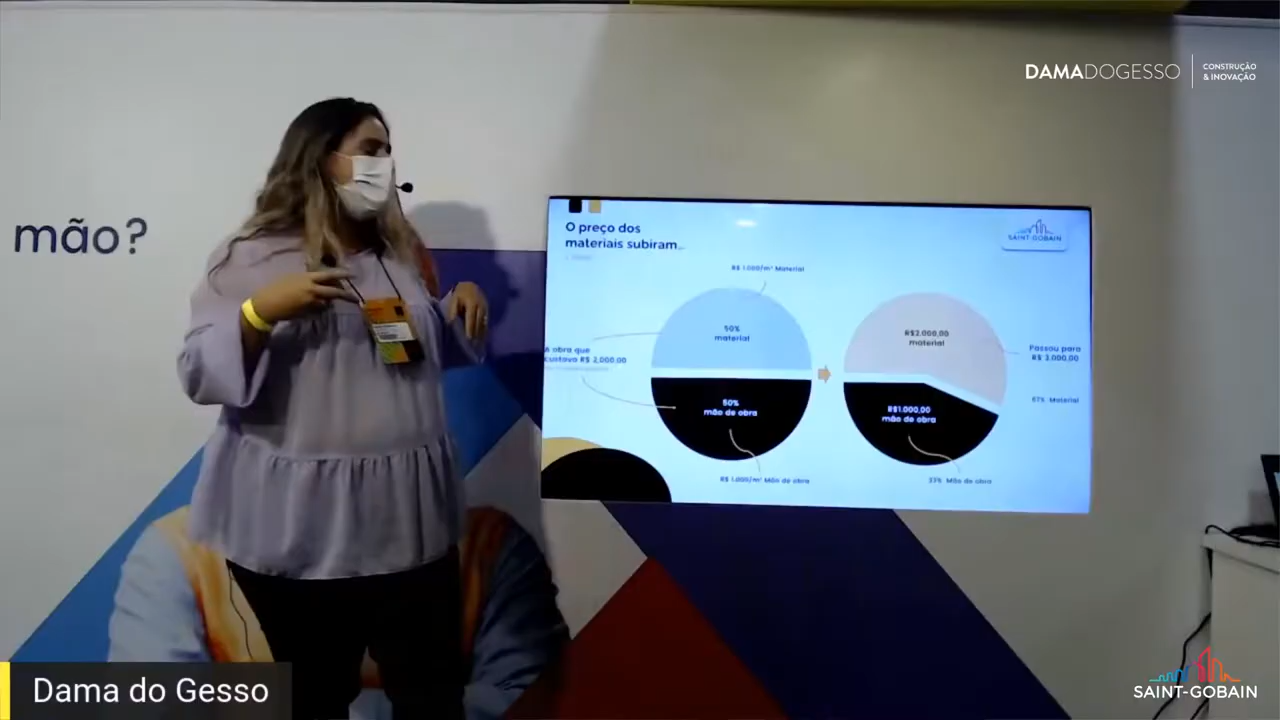 DAMADOGESSO
CONSTRUÇÃO
& INOVAÇÃO
mão?
O preço dos
materiais subiram...
SAINT-GOBAIN
R$ 1.000/m² Material
50%
material
A obra que
custava R$ 2.000,00
50%
mão de obra
R$ 1.000/m² Mão de obra
R$2.000,00
material
Passou para
R$ 3.000,00
67% Material
R$1.000,00
mão de obra
33% Mão de obra
Dama do Gesso
SAINT-GOBAIN